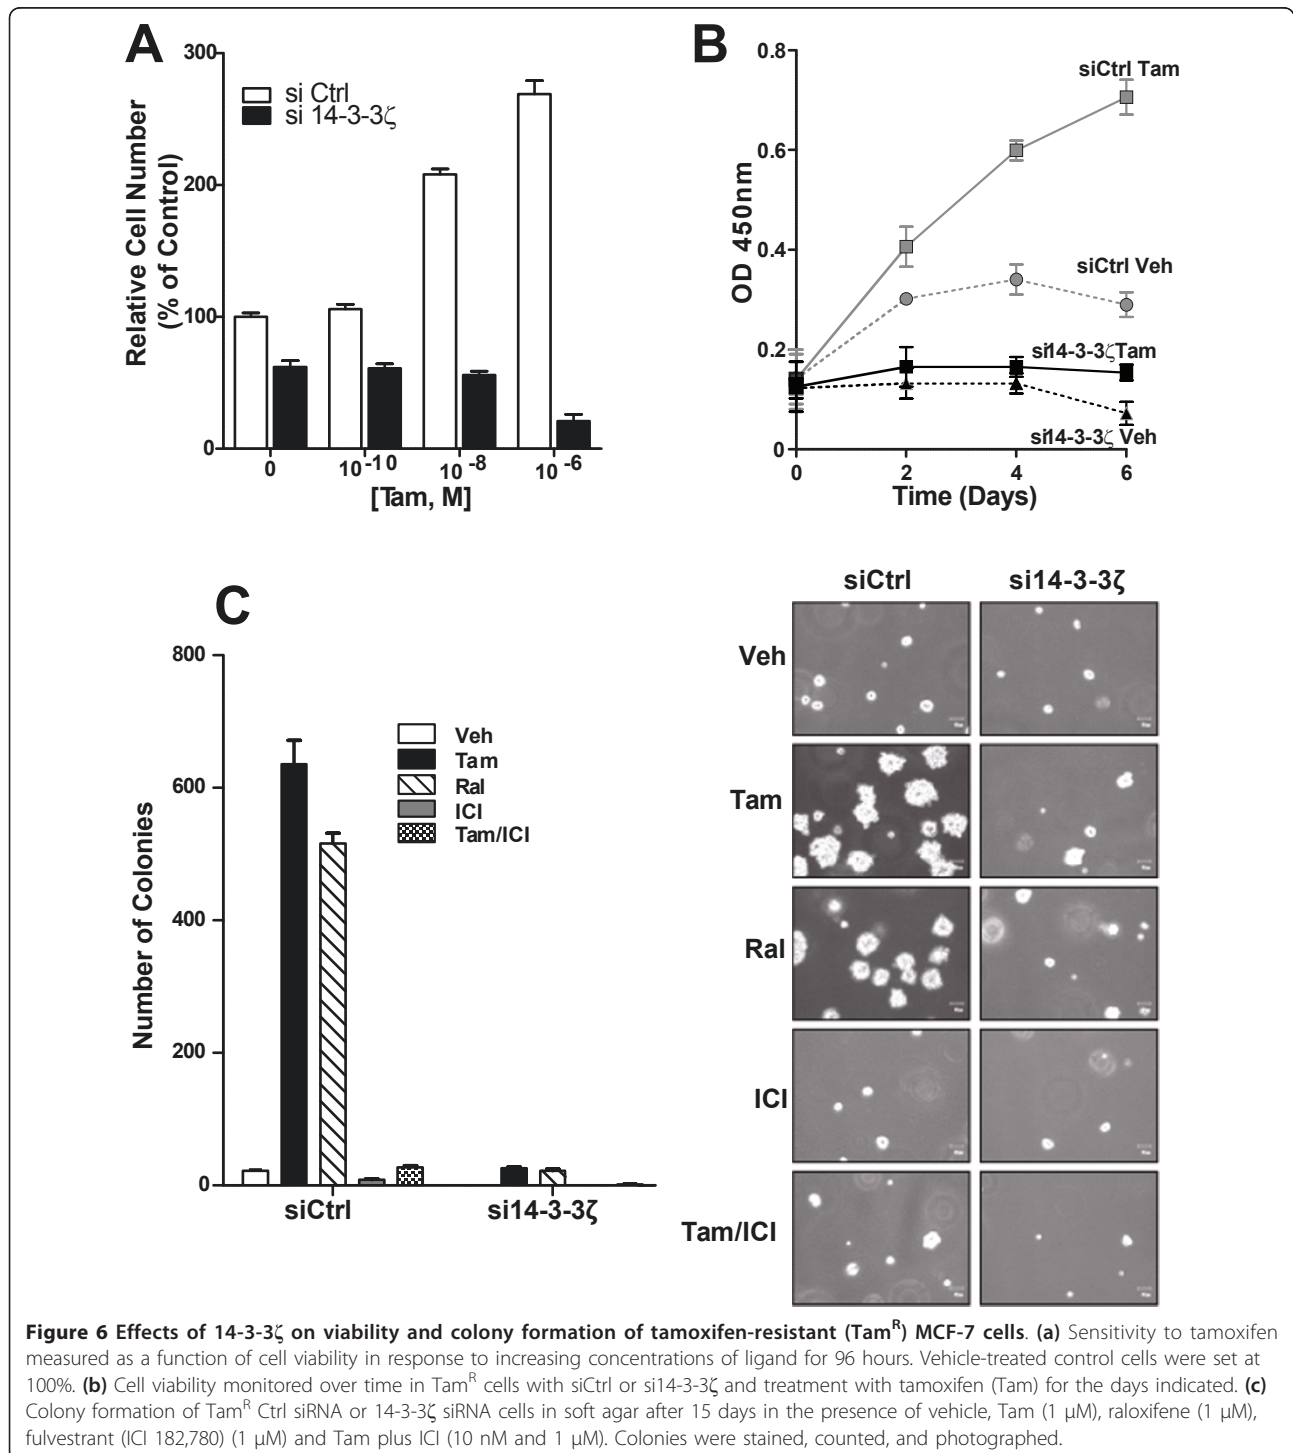 A
300
200
100
0
Relative Cell Number
(% of Control)
si Ctrl
si 14-3-3ζ
0
10-10
10-8
10-6
[Tam, M]
B
0.8
0.6
0.4
0.2
0
OD 450nm
siCtrl Tam
siCtrl Veh
si14-3-3ζTam
si14-3-3ζ Veh
0
2
4
6
Time (Days)
C
800
600
400
200
0
Number of Colonies
Veh
Tam
Ral
ICI
Tam/ICI
siCtrl
si14-3-3ζ
siCtrl
si14-3-3ζ
Veh
Tam
Ral
ICI
Tam/ICI
Figure 6 Effects of 14-3-3ζ on viability and colony formation of tamoxifen-resistant (TamR) MCF-7 cells. (a) Sensitivity to tamoxifen
measured as a function of cell viability in response to increasing concentrations of ligand for 96 hours. Vehicle-treated control cells were set at
100%. (b) Cell viability monitored over time in TamR cells with siCtrl or si14-3-3ζ and treatment with tamoxifen (Tam) for the days indicated. (c)
Colony formation of TamR Ctrl siRNA or 14-3-3ζ siRNA cells in soft agar after 15 days in the presence of vehicle, Tam (1 μM), raloxifene (1 μM),
fulvestrant (ICI 182,780) (1 μM) and Tam plus ICI (10 nM and 1 μM). Colonies were stained, counted, and photographed.